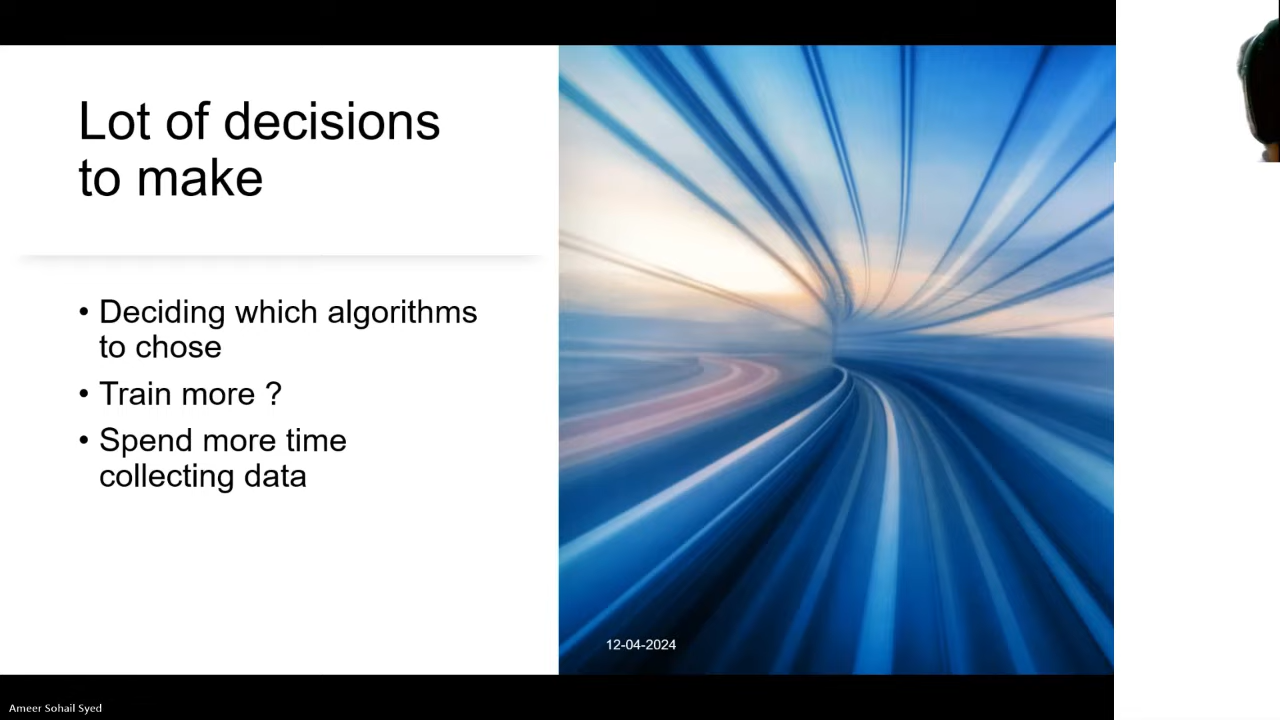 Lot of decisions
to make
• Deciding which algorithms
to chose
• Train more ?
• Spend more time
collecting data
12-04-2024
Ameer Sohail Syed